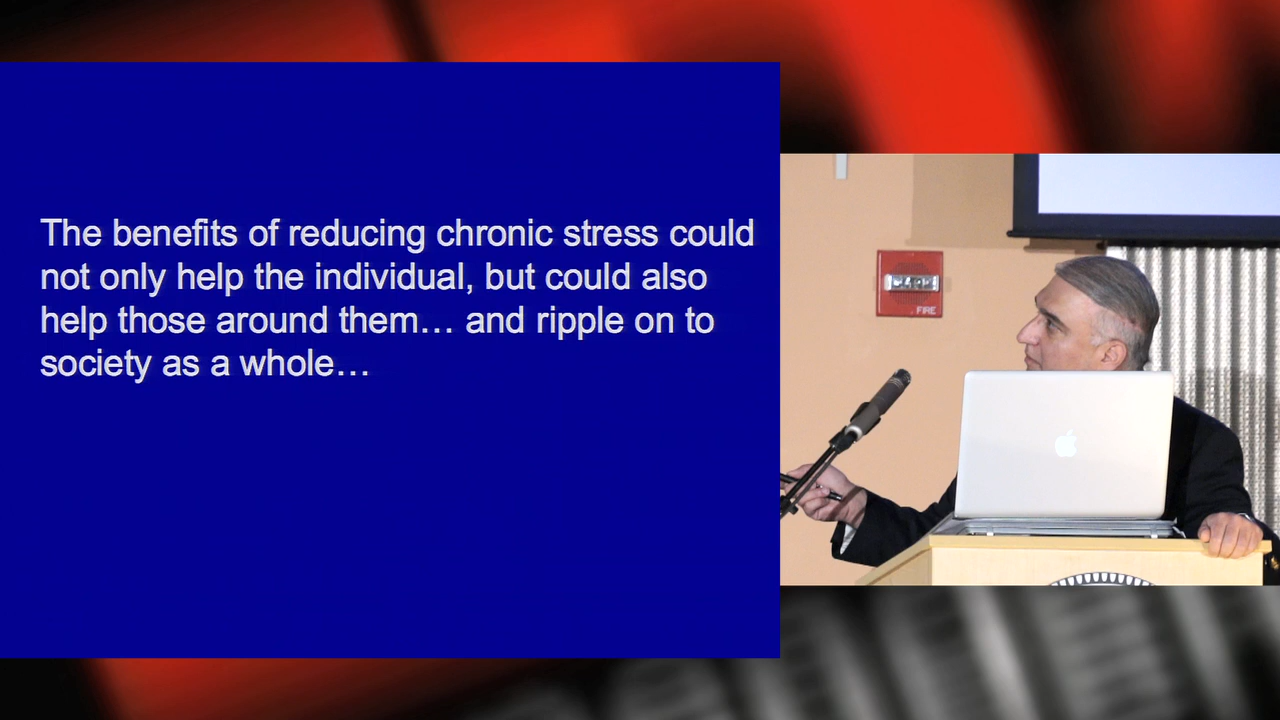 The benefits of reducing chronic stress could
not only help the individual, but could also
help those around them… and ripple on to
society as a whole…
FIRE